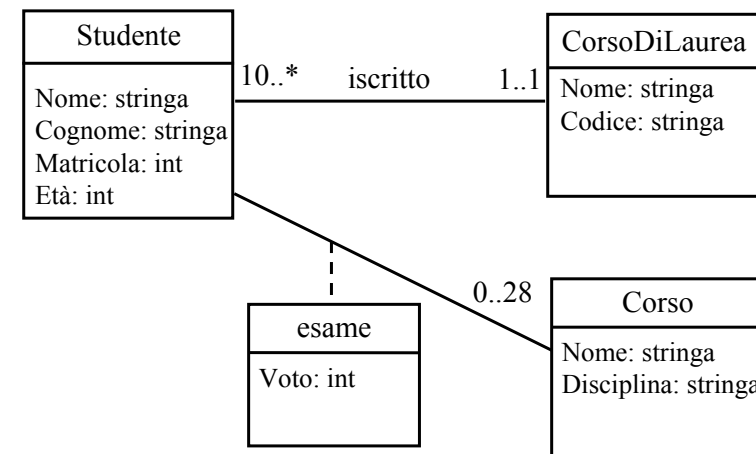 Studente
Nome: stringa
Cognome: stringa
Matricola: int
Età: int
10..*
iscritto
1..1
CorsoDiLaurea
Nome: stringa
Codice: stringa
0..28
esame
Voto: int
Corso
Nome: stringa
Disciplina: stringa